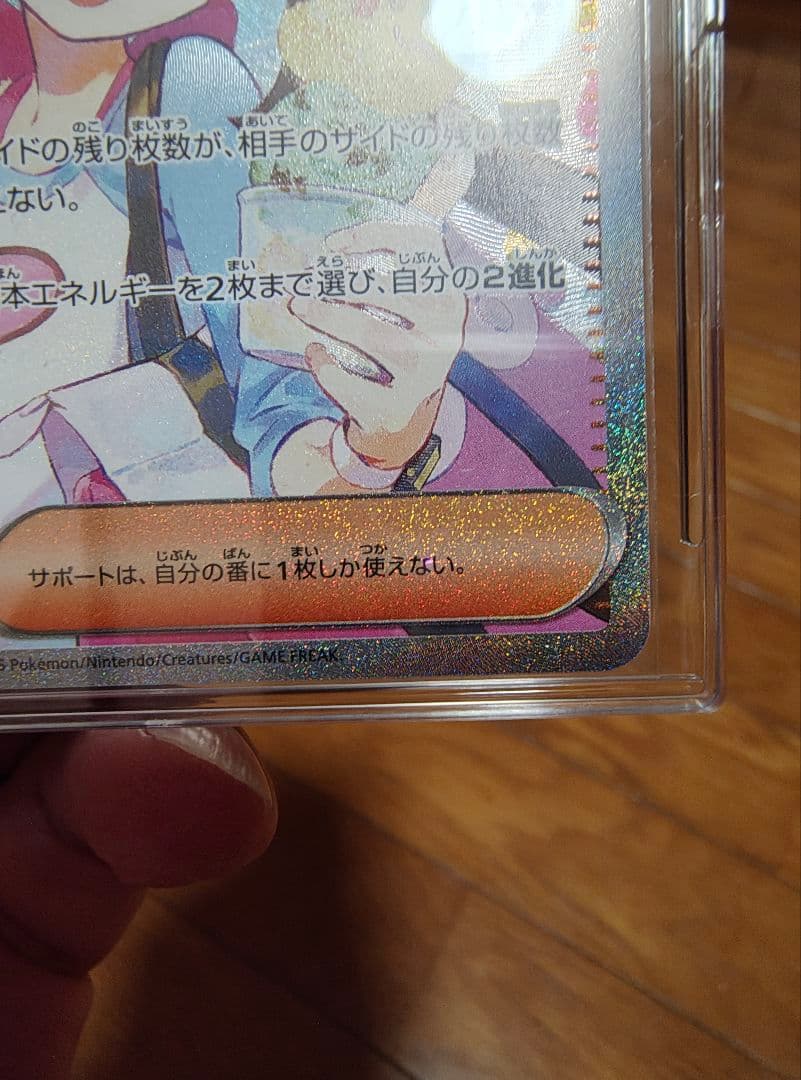 イドの残り枚数が、相手のサイドの残り枚数
えない。
本エネルギーを2枚まで選び、自分の2進化
サポートは、自分の番に1枚しか使えない。
5 Pokémon/Nintendo/Creatures/GAME FREAK.